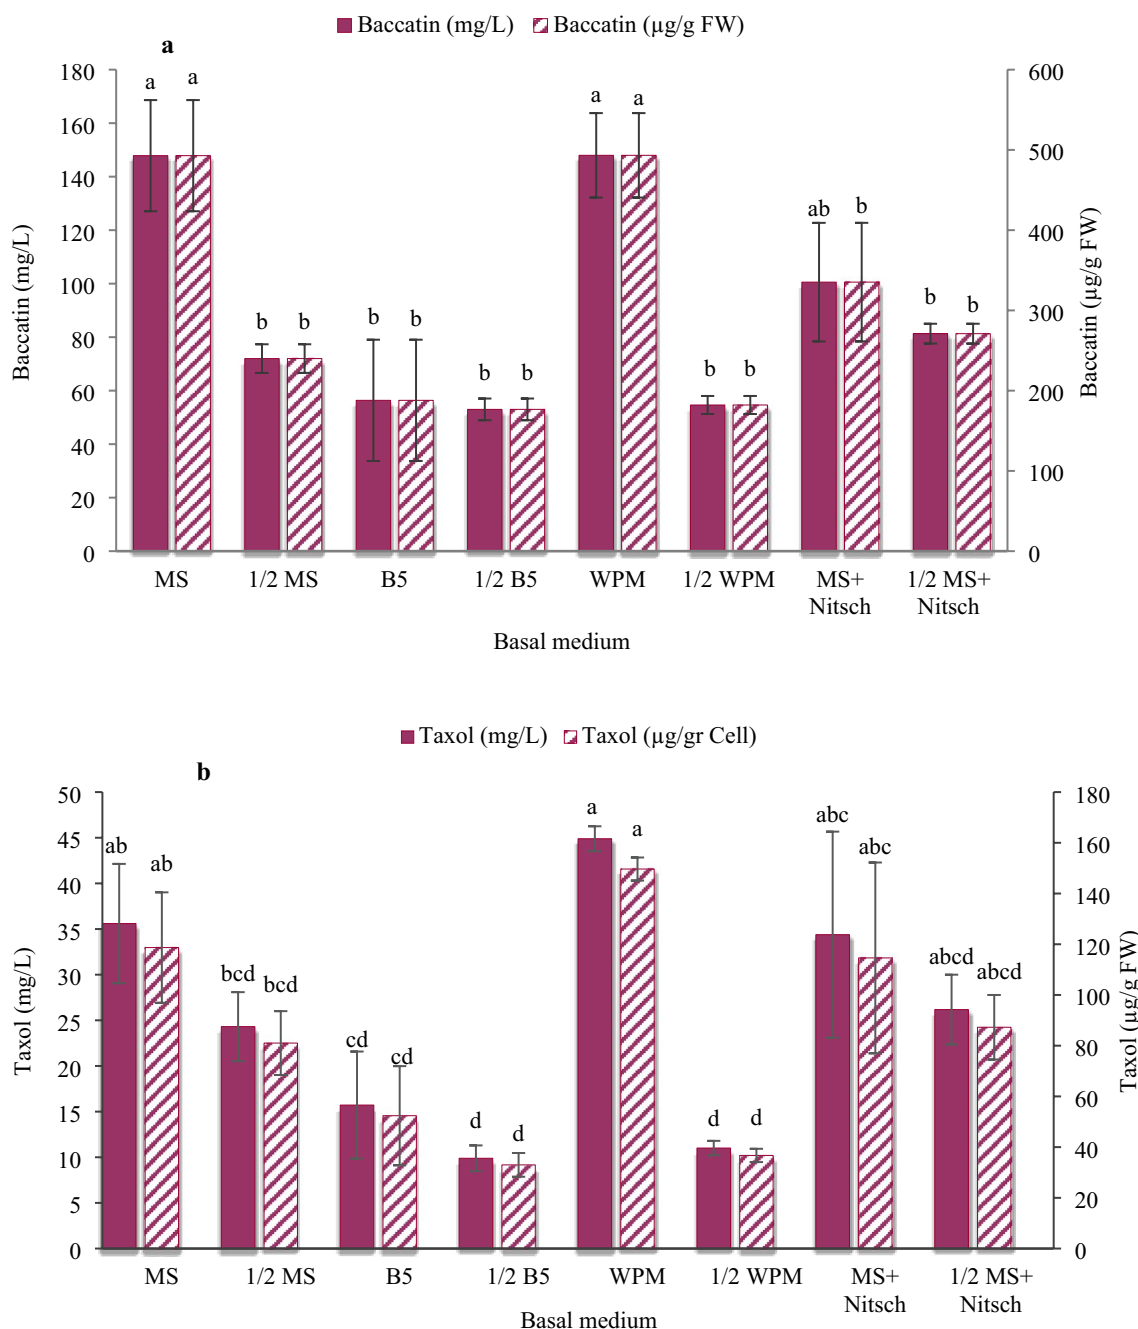 Baccatin (mg/L) Baccatin (µg/g FW)
a
180 600
160
140 500
120 400
100 300
80
60 200
40 100
20
0 0
Baccatin (mg/L)
Baccatin (µg/g FW)
a a b b b b b b a a b b ab b b b
MS 1/2 MS B5 1/2 B5 WPM 1/2 WPM MS+ 1/2 MS+
Nitsch Nitsch
Basal medium
Taxol (mg/L) Taxol (µg/gr Cell)
b
50 180
45 160
40 140
35 120
30 100
25 80
20
15 60
10 40
5 20
0 0
Taxol (mg/L)
Taxol (µg/g FW)
ab ab bcd bcd cd cd d d a a d d abc abc abcd abcd
MS 1/2 MS B5 1/2 B5 WPM 1/2 WPM MS+ 1/2 MS+
Nitsch Nitsch
Basal medium